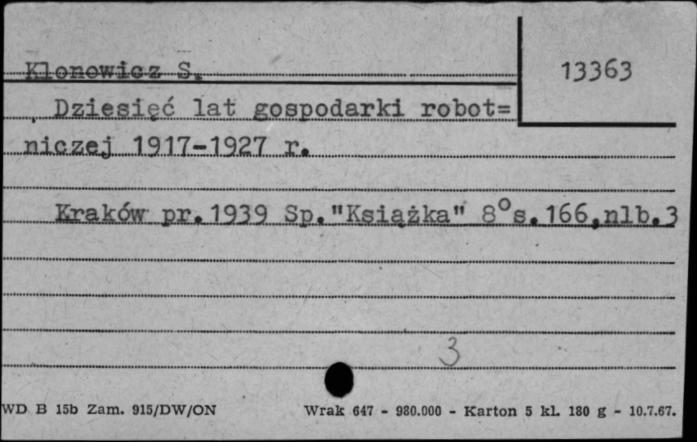 13363
Klonowicz S.
Dziesięć lat gospodarki robot=
niczej 1917-1927 r.
Kraków pr.1939 Sp."Książka" 8°s.166,nlb.3
3
WD B 15b Zam. 915/DW/ON
Wrak 647 - 980.000 - Karton 5 kl. 180 g - 10.7.67.